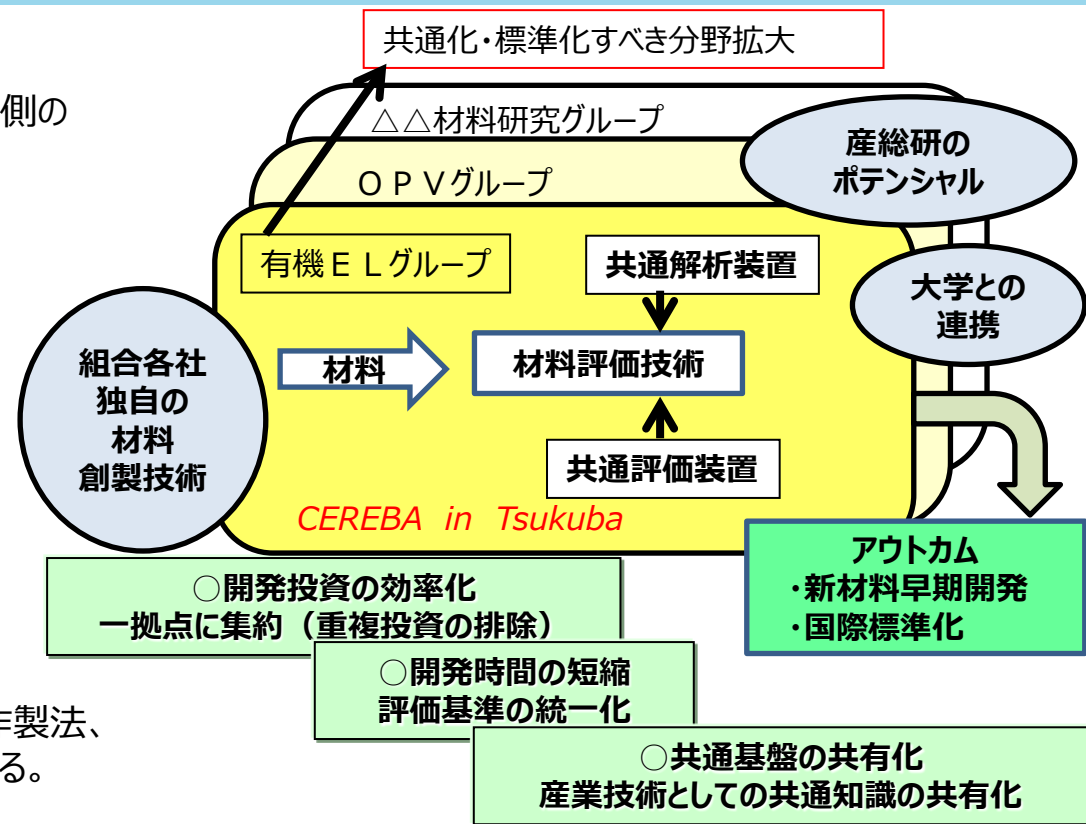 共通化・標準化すべき分野拡大
側の
△△材料研究グループ
産総研の
ポテンシャル
ＯＰＶグループ
有機ＥＬグループ
共通解析装置
大学との
連携
組合各社
独自の
材料
創製技術
材料
材料評価技術
共通評価装置
CEREBA in Tsukuba
アウトカム
・新材料早期開発
・国際標準化
○開発投資の効率化
一拠点に集約（重複投資の排除）
○開発時間の短縮
評価基準の統一化
作製法、
る。
○共通基盤の共有化
産業技術としての共通知識の共有化